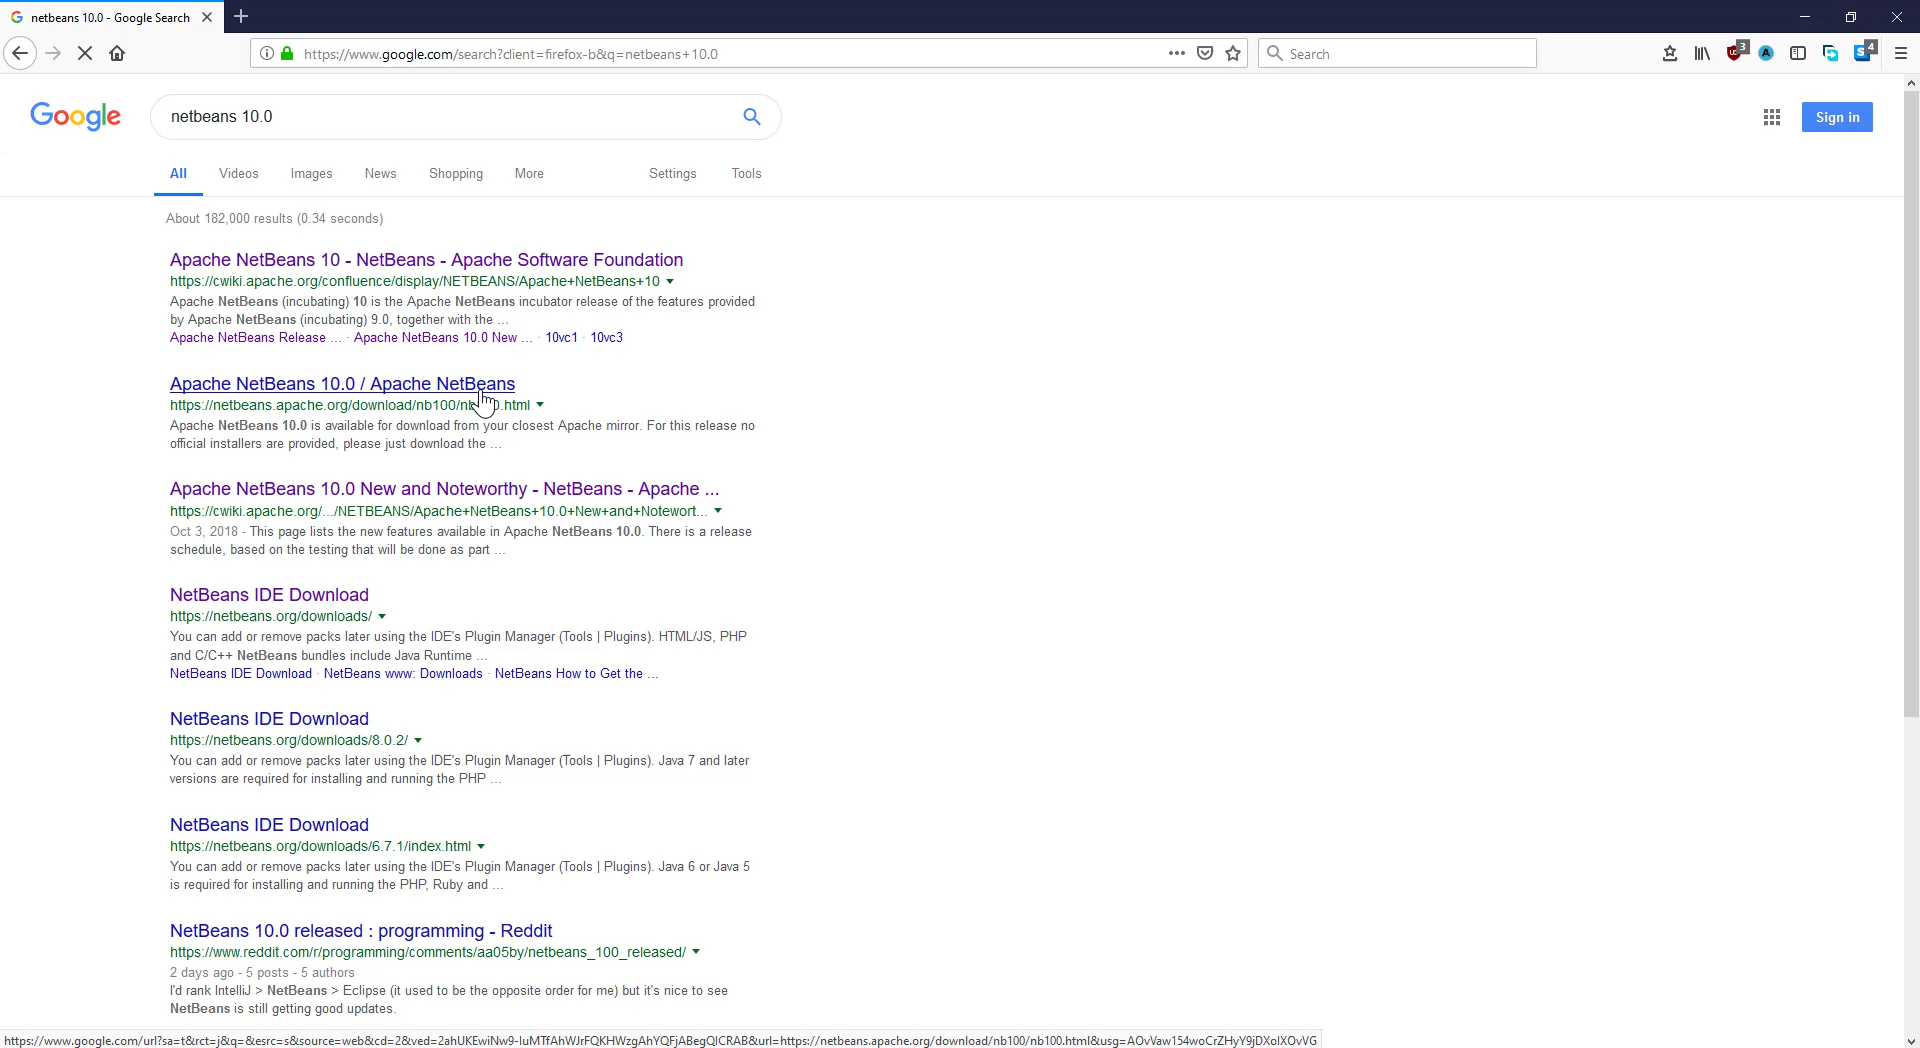 netbeans 10.0 - Google Search
https://www.google.com/search?client=firefox-b&q=netbeans+10.0
Search
3
4
Google
netbeans 10.0
Sign in
All
Videos
Images
News
Shopping
More
Settings
Tools
About 182,000 results (0.34 seconds)
Apache NetBeans 10 - NetBeans - Apache Software Foundation
https://cwiki.apache.org/confluence/display/NETBEANS/Apache+NetBeans+10
Apache NetBeans (incubating) 10 is the Apache NetBeans incubator release of the features provided
by Apache NetBeans (incubating) 9.0, together with the ...
Apache NetBeans Release ... · Apache NetBeans 10.0 New ... · 10vc1 · 10vc3
Apache NetBeans 10.0 / Apache NetBeans
https://netbeans.apache.org/download/nb100/ .html
Apache NetBeans 10.0 is available for download from your closest Apache mirror. For this release no
official installers are provided, please just download the ...
Apache NetBeans 10.0 New and Noteworthy - NetBeans - Apache ...
https://cwiki.apache.org/.../NETBEANS/Apache+NetBeans+10.0+New+and+Notewort...
Oct 3, 2018 - This page lists the new features available in Apache NetBeans 10.0. There is a release
schedule, based on the testing that will be done as part ...
NetBeans IDE Download
https://netbeans.org/downloads/
You can add or remove packs later using the IDE's Plugin Manager (Tools | Plugins). HTML/JS, PHP
and C/C++ NetBeans bundles include Java Runtime ...
NetBeans IDE Download · NetBeans www: Downloads · NetBeans How to Get the ...
NetBeans IDE Download
https://netbeans.org/downloads/8.0.2/
You can add or remove packs later using the IDE's Plugin Manager (Tools | Plugins). Java 7 and later
versions are required for installing and running the PHP ...
NetBeans IDE Download
https://netbeans.org/downloads/6.7.1/index.html
You can add or remove packs later using the IDE's Plugin Manager (Tools | Plugins). Java 6 or Java 5
is required for installing and running the PHP, Ruby and ...
NetBeans 10.0 released : programming - Reddit
https://www.reddit.com/r/programming/comments/aa05by/netbeans_100_released/
2 days ago - 5 posts - 5 authors
I'd rank IntelliJ > NetBeans > Eclipse (it used to be the opposite order for me) but it's nice to see
NetBeans is still getting good updates.
https://www.google.com/url?sa=t&rct=j&q=&esrc=s&source=web&cd=2&ved=2ahUKEwiNw9-IuMTfAhWJrFQKHWzgAhYQFjABegQICRAB&url=https://netbeans.apache.org/download/nb100/nb100.html&usg=AOvVaw154woCrZHyY9jDXolXOvVG